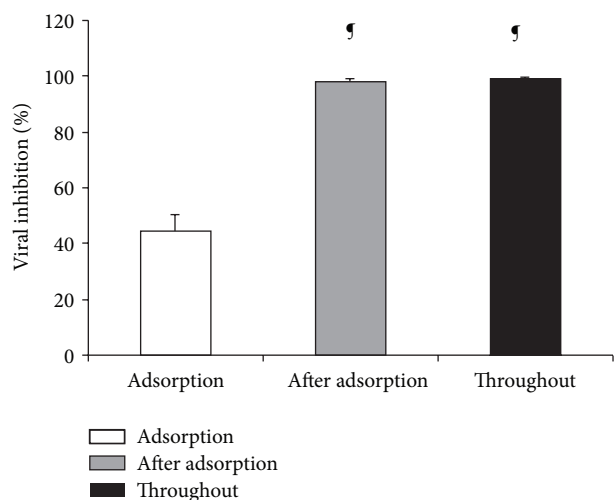 120
¶ ¶
100
80
60
40
20
0
Viral inhibition (%)
Adsorption After adsorption Throughout
Adsorption
After adsorption
Throughout